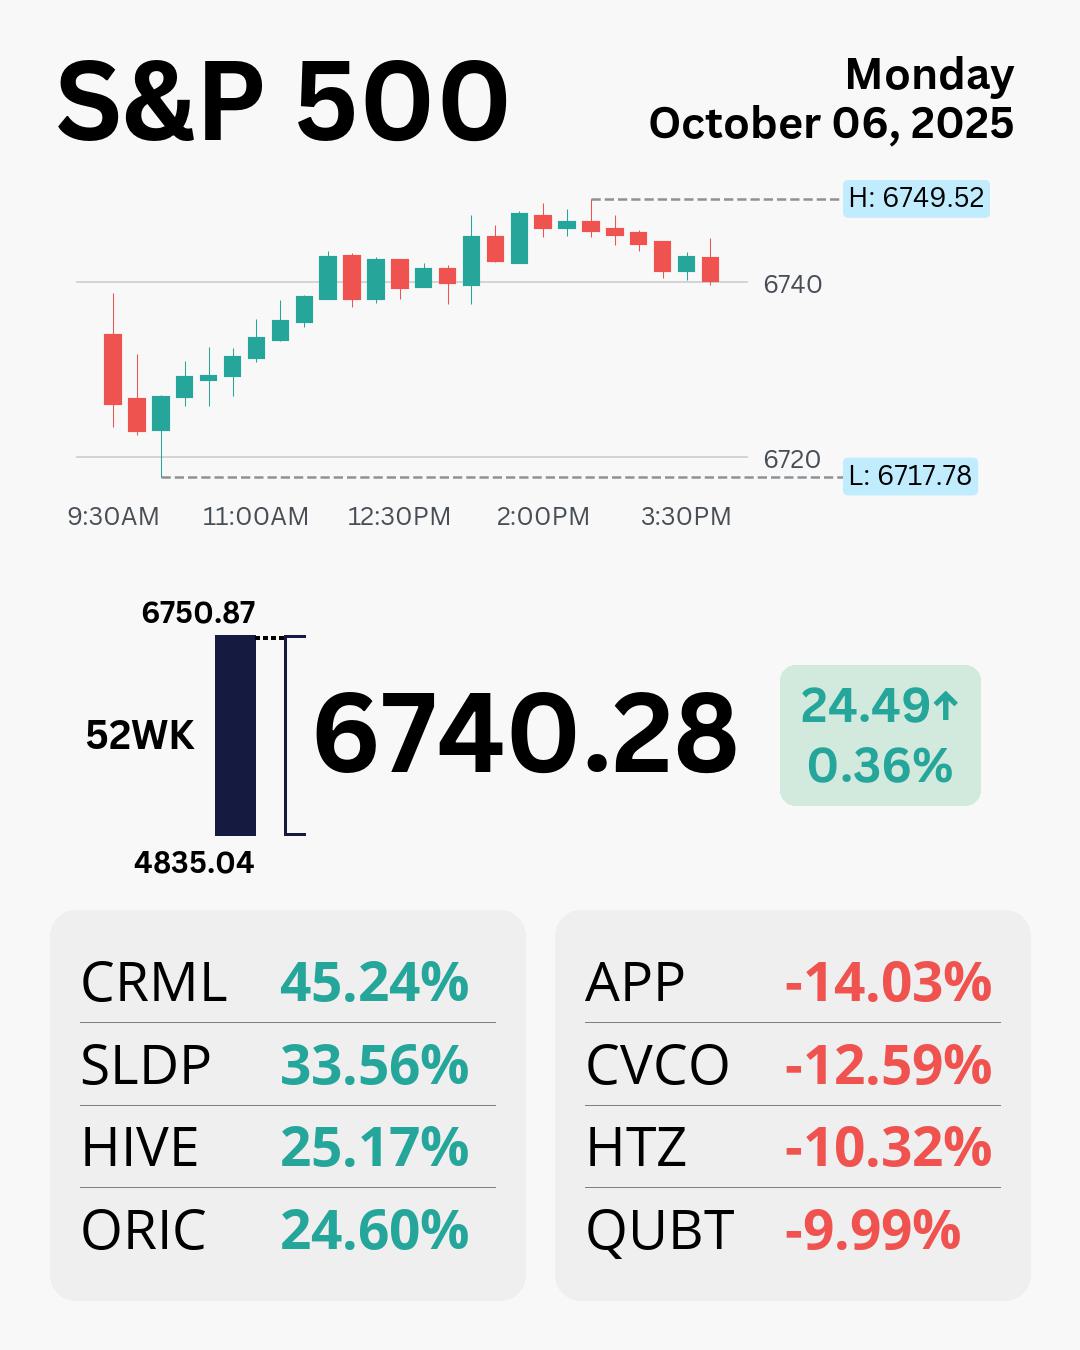 S&P 500
Monday
October 06, 2025
H: 6749.52
6740
6720
L: 6717.78
9:30AM 11:00AM 12:30PM 2:00PM 3:30PM
6750.87
52WK
6740.28
24.49↑
0.36%
4835.04
CRML 45.24%
SLDP 33.56%
HIVE 25.17%
ORIC 24.60%
APP -14.03%
CVCO -12.59%
HTZ -10.32%
QUBT -9.99%